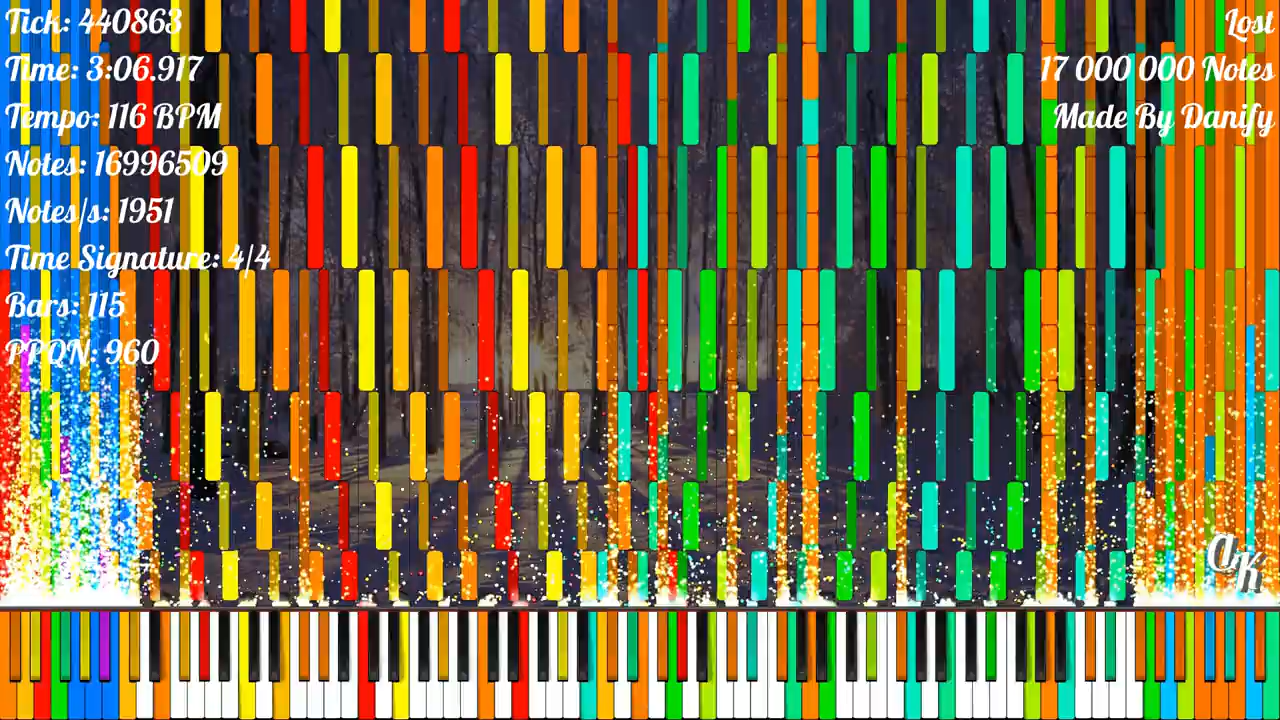 Tick: 440863
Time: 3:06.917
Tempo: 116 BPM
Notes: 16996509
Notes/s: 1951
Time Signature: 4/4
Bars: 115
PPQN: 960
Lost
17 000 000 Notes
Made By Danify
AK